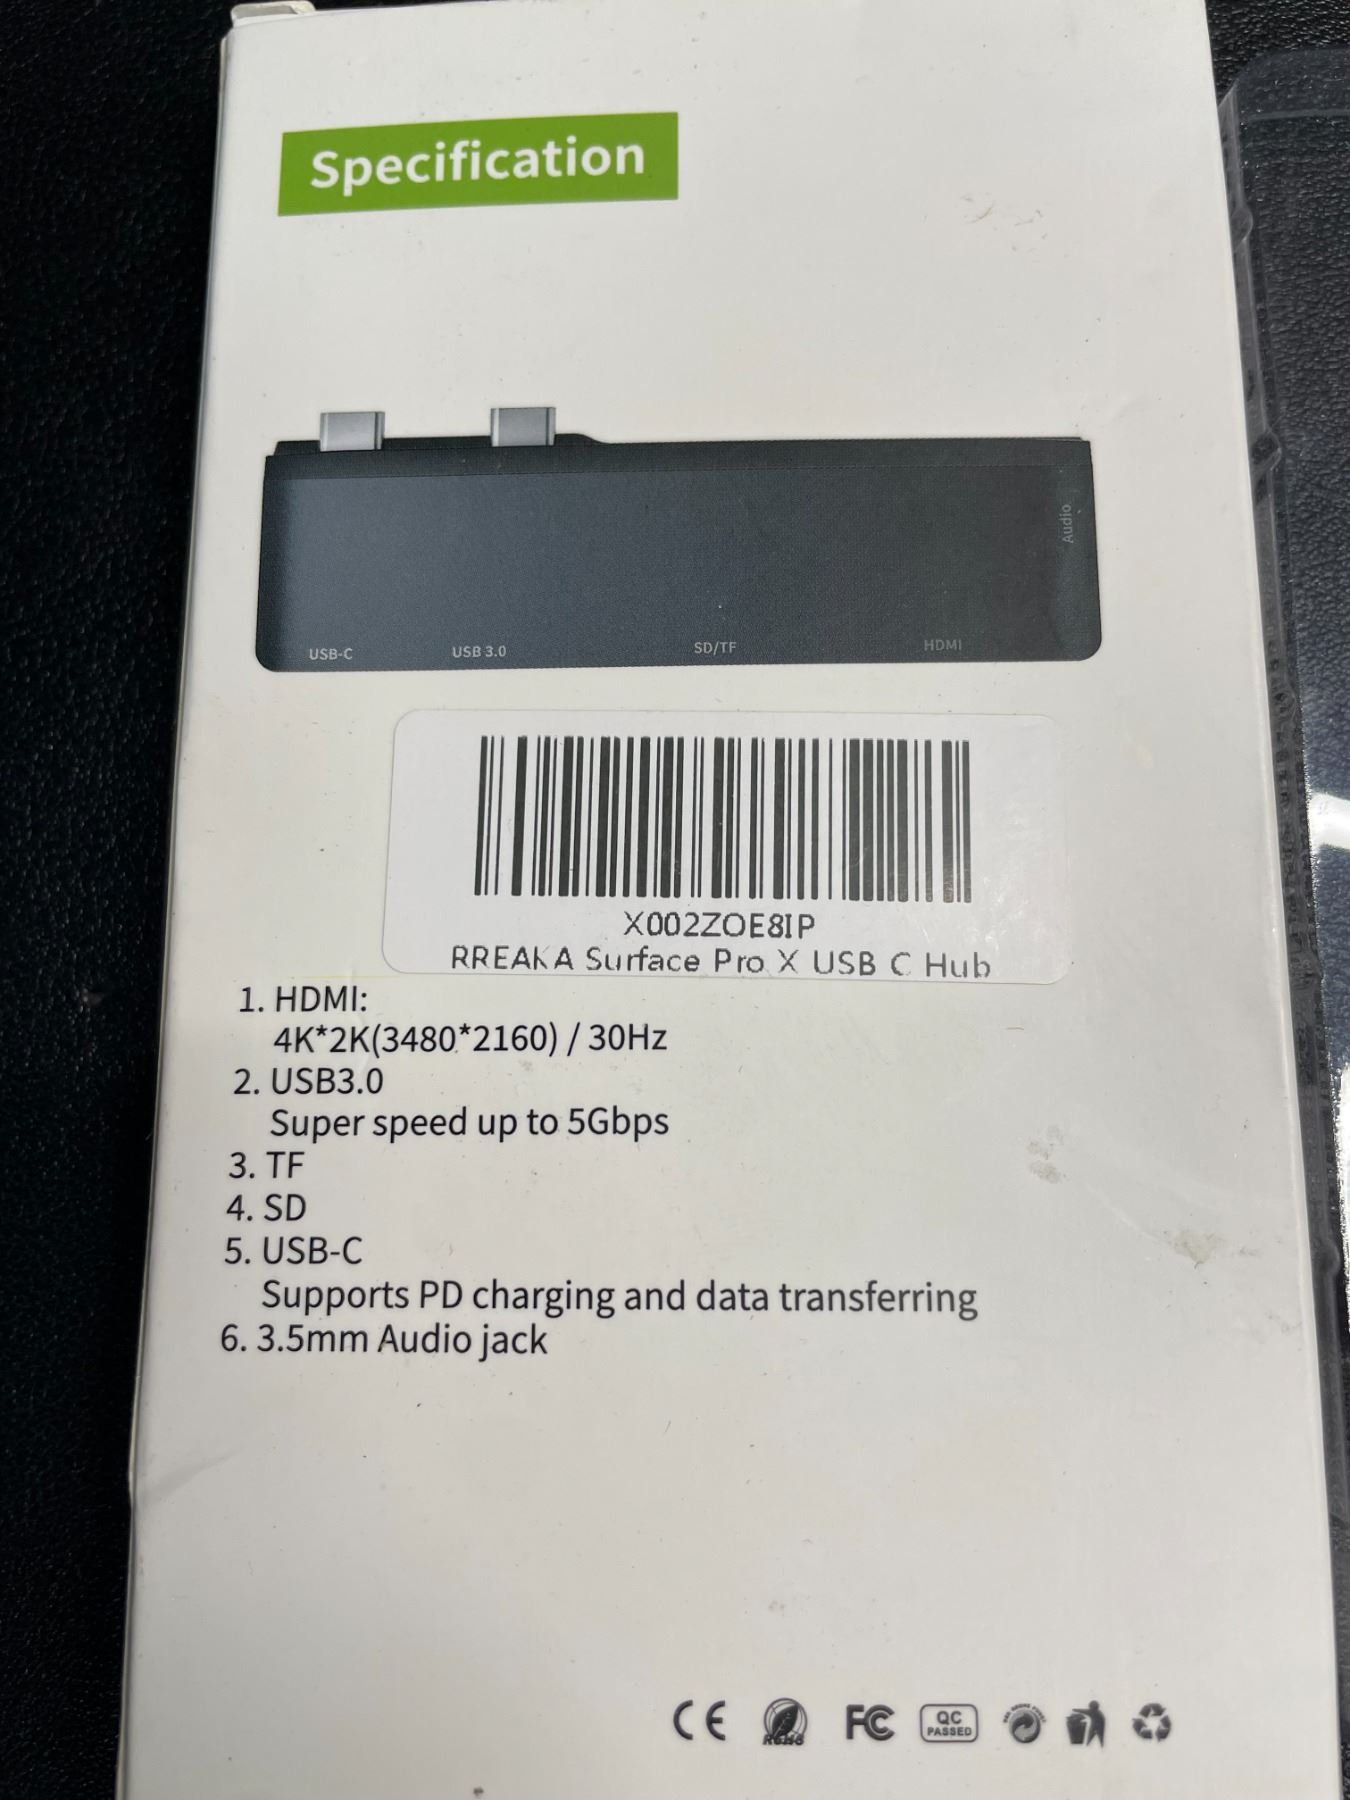 Specification
Audio
USB-C USB 3.0 SD/TF HDMI
X002ZOE8IP
RREAKA Surface Pro X USB C Hub
1. HDMI:
4K*2K(3480*2160) / 30Hz
2. USB3.0
Super speed up to 5Gbps
3. TF
4. SD
5. USB-C
Supports PD charging and data transferring
6. 3.5mm Audio jack
CE RoHS FC QC PASSED